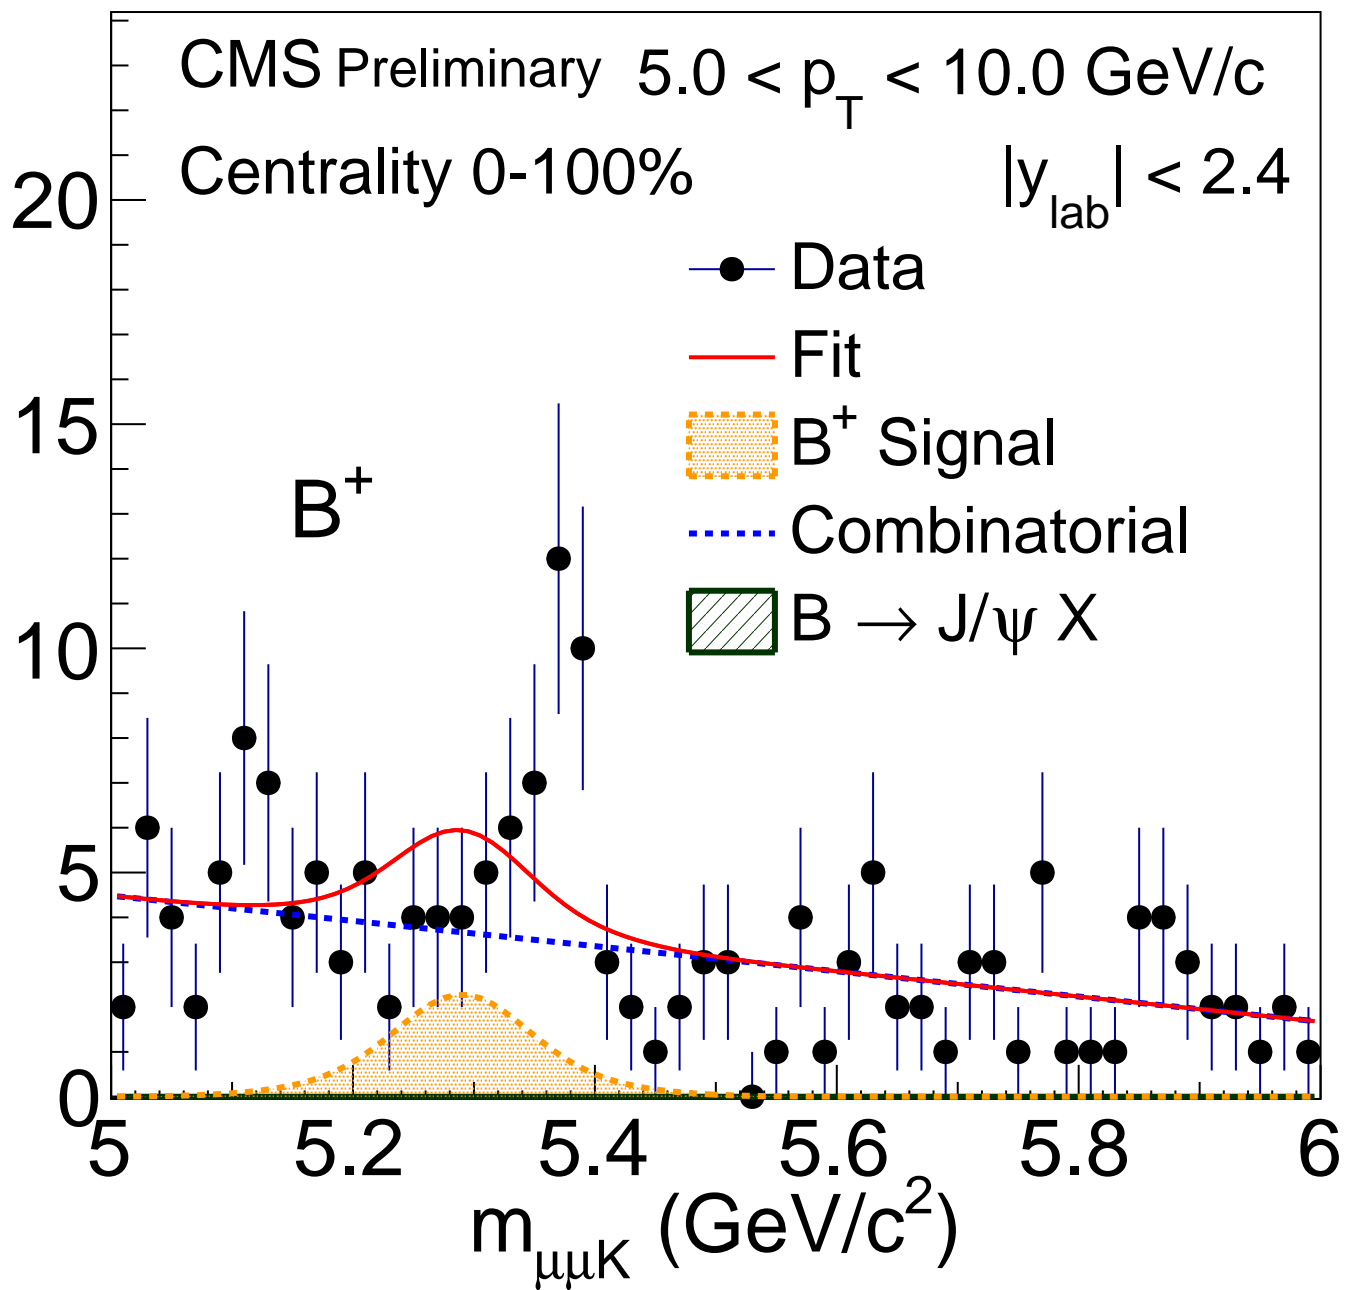 CMS Preliminary 5.0 < p_T < 10.0 GeV/c
Centrality 0-100% |y_lab| < 2.4
Data
Fit
B⁺ Signal
Combinatorial
B → J/ψ X
B⁺
20
15
10
5
0
5 5.2 5.4 5.6 5.8 6
m_μμK (GeV/c²)